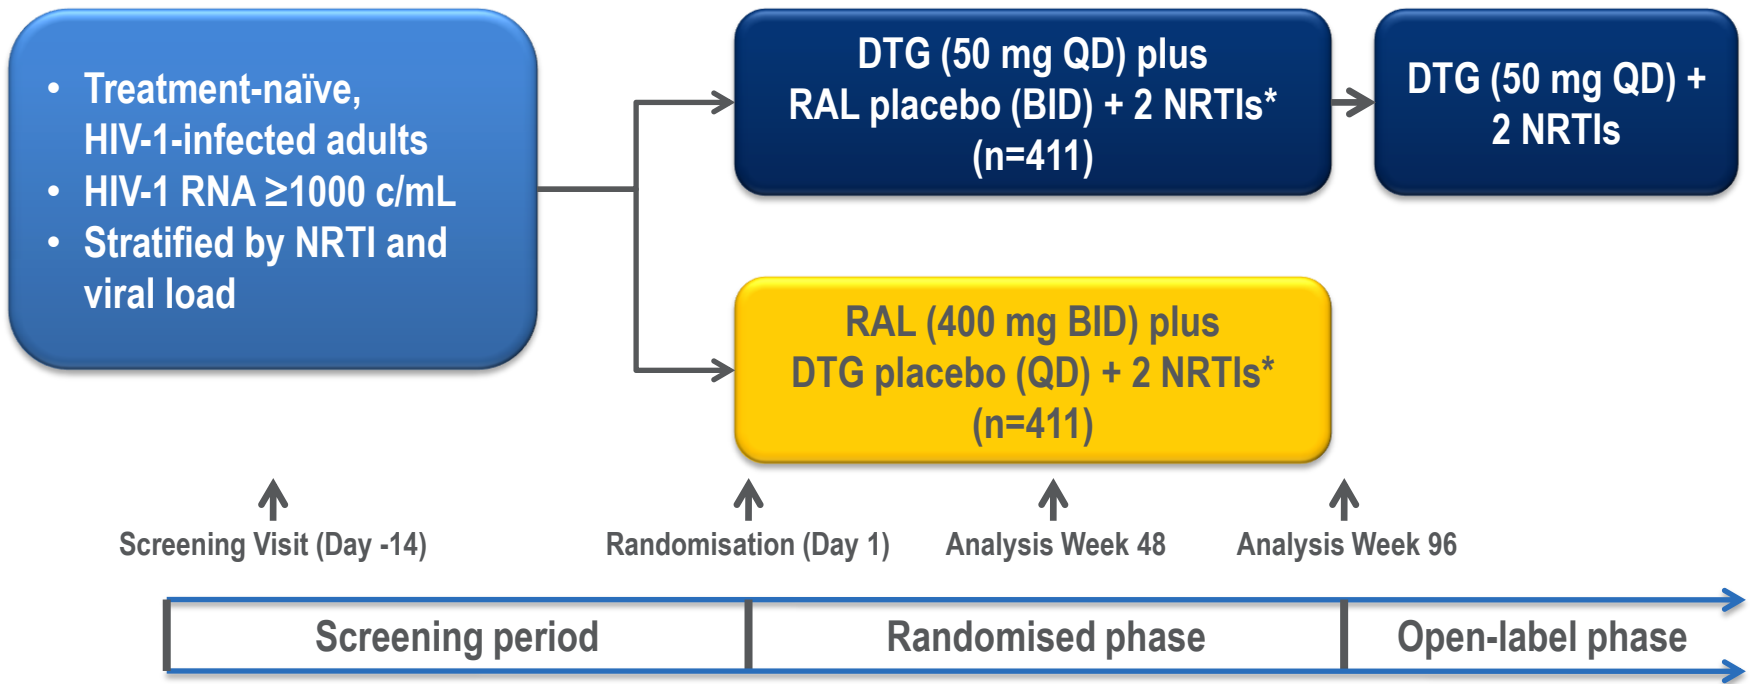 • Treatment-naïve,
HIV-1-infected adults
• HIV-1 RNA ≥1000 c/mL
• Stratified by NRTI and
viral load
DTG (50 mg QD) plus
RAL placebo (BID) + 2 NRTIs*
(n=411)
DTG (50 mg QD) +
2 NRTIs
RAL (400 mg BID) plus
DTG placebo (QD) + 2 NRTIs*
(n=411)
Screening Visit (Day -14)
Randomisation (Day 1)
Analysis Week 48
Analysis Week 96
Screening period
Randomised phase
Open-label phase